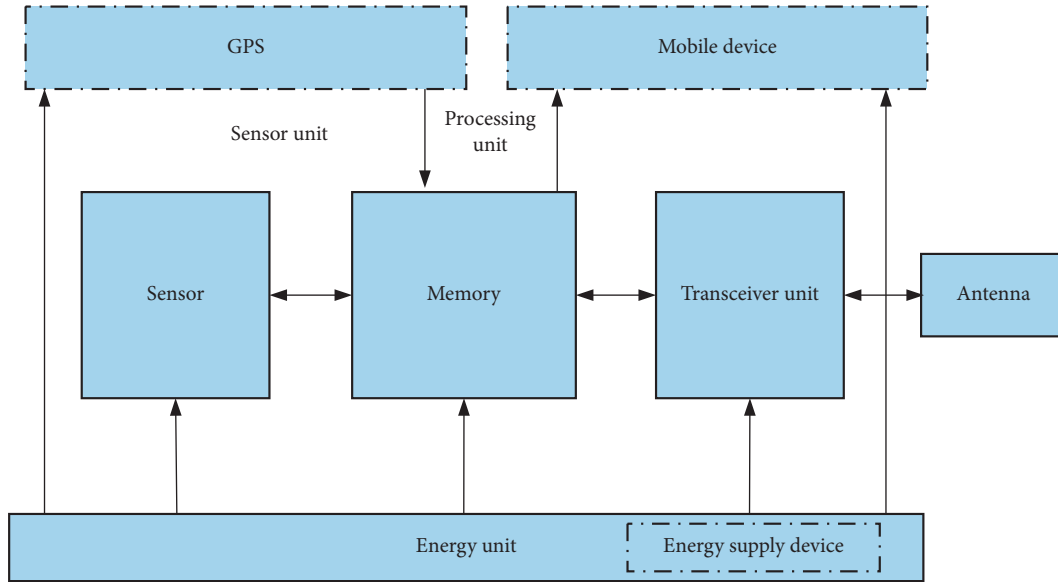 GPS
Mobile device
Sensor unit
Processing
unit
Sensor
Memory
Transceiver unit
Antenna
Energy unit
Energy supply device